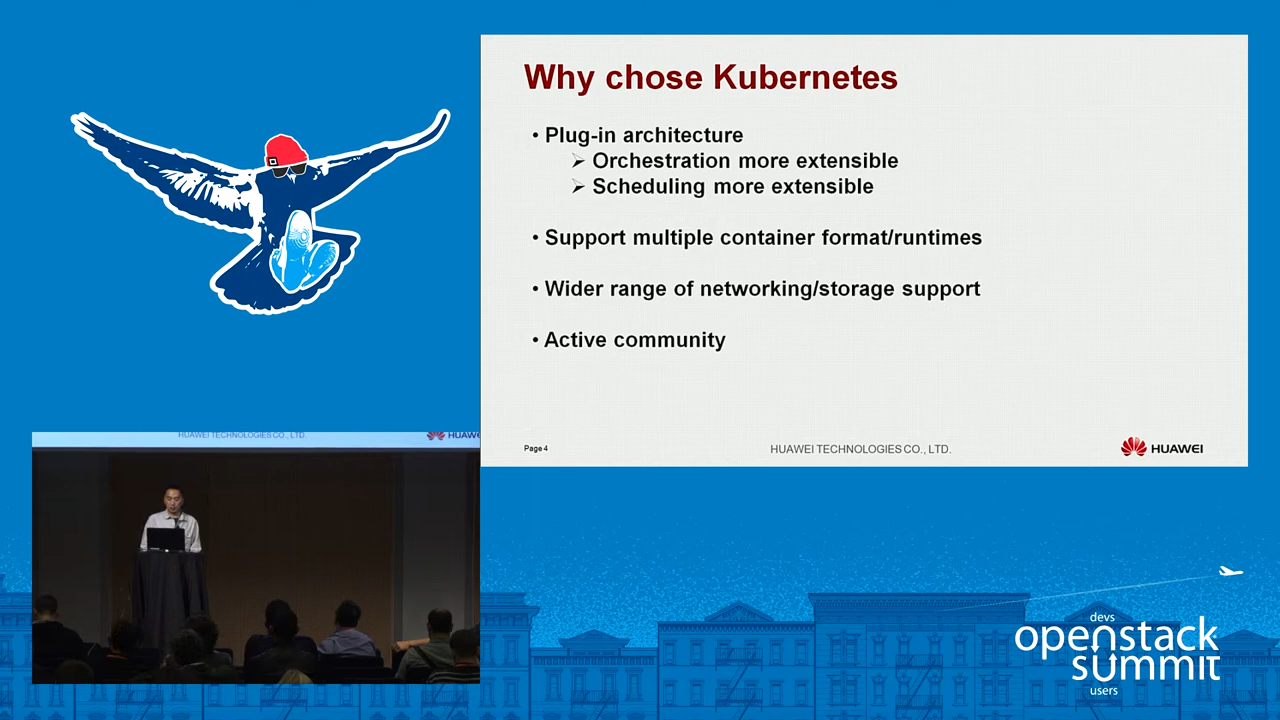 Why chose Kubernetes
• Plug-in architecture
➢ Orchestration more extensible
➢ Scheduling more extensible
• Support multiple container format/runtimes
• Wider range of networking/storage support
• Active community
Page 4
HUAWEI TECHNOLOGIES CO., LTD.
HUAWEI
HUAWEI TECHNOLOGIES CO., LTD.
HUAWEI
devs
openstack
summit
users